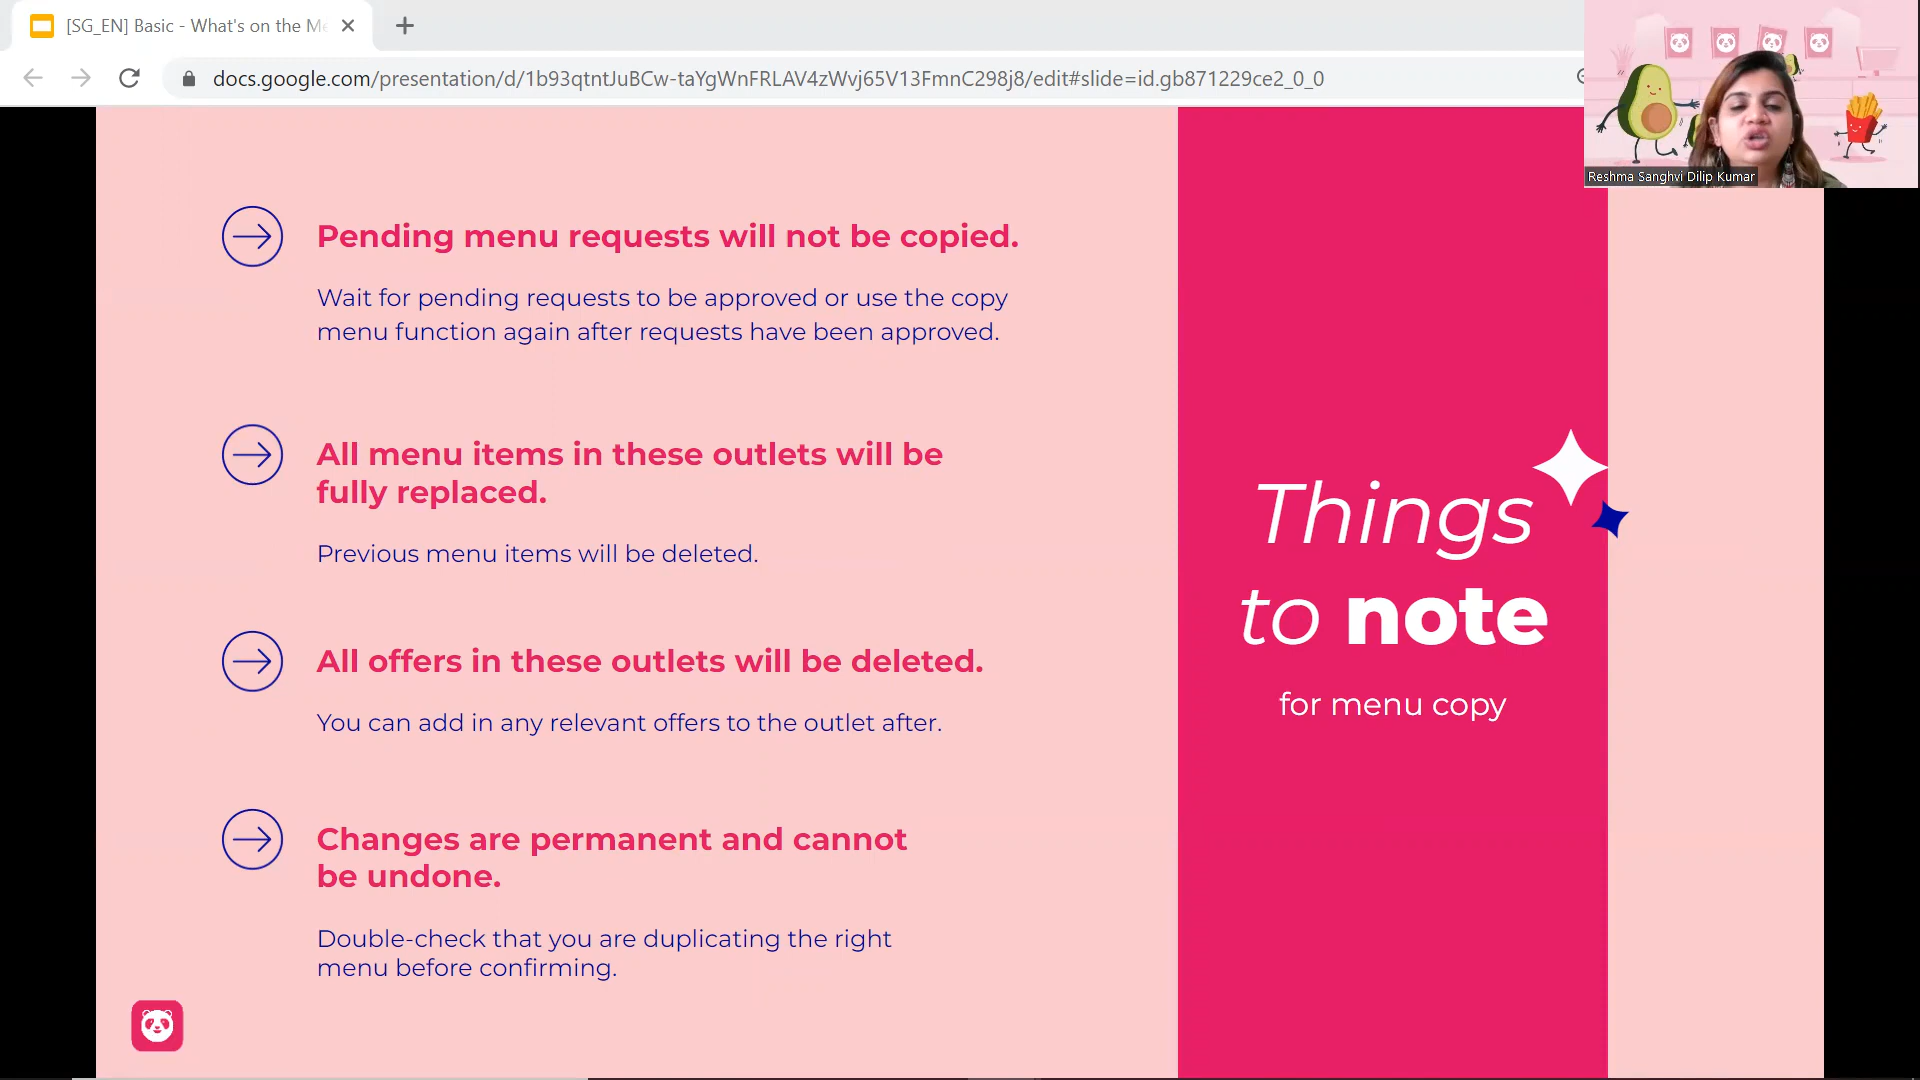 [SG_EN] Basic - What's on the Me
docs.google.com/presentation/d/1b93qtntJuBCw-taYgWnFRLAV4zWvj65V13FmnC298j8/edit#slide=id.gb871229ce2_0_0
Reshma Sanghvi Dilip Kumar
Pending menu requests will not be copied.
Wait for pending requests to be approved or use the copy
menu function again after requests have been approved.
All menu items in these outlets will be
fully replaced.
Previous menu items will be deleted.
All offers in these outlets will be deleted.
You can add in any relevant offers to the outlet after.
Changes are permanent and cannot
be undone.
Double-check that you are duplicating the right
menu before confirming.
Things
to note
for menu copy